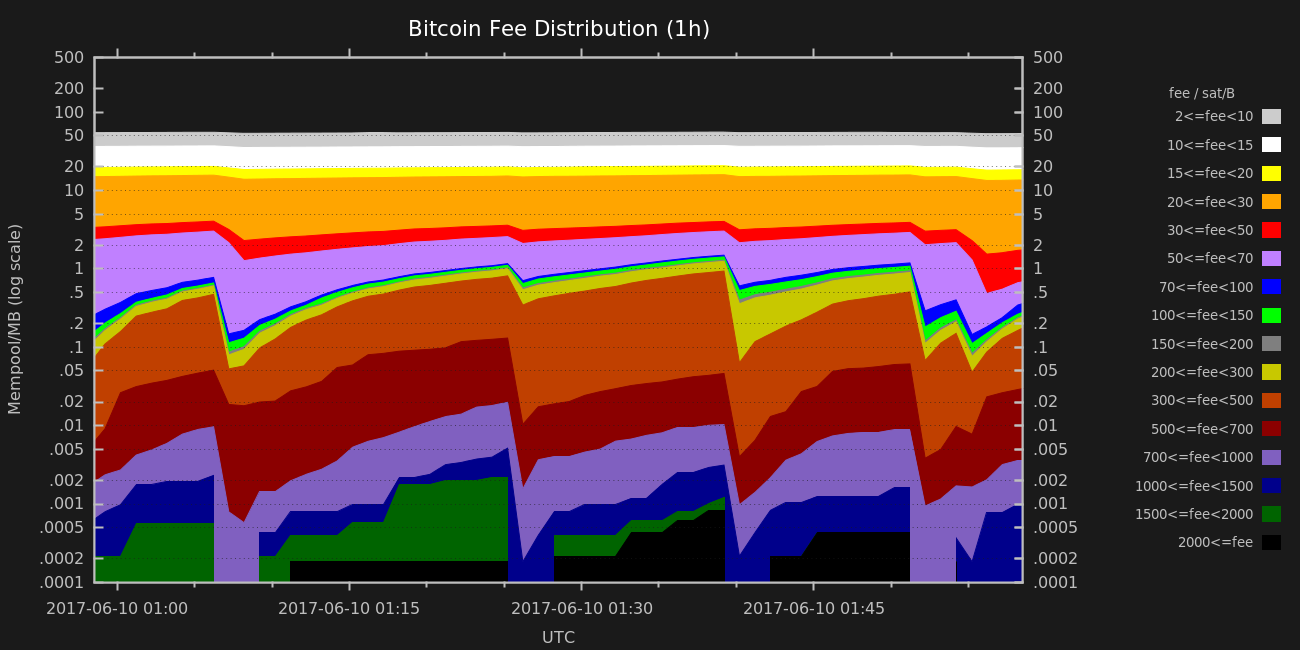 Bitcoin Fee Distribution (1h)
Mempool/MB (log scale)
500
200
100
50
20
10
5
2
1
.5
.2
.1
.05
.02
.01
.005
.002
.001
.0005
.0002
.0001
500
200
100
50
20
10
5
2
1
.5
.2
.1
.05
.02
.01
.005
.002
.001
.0005
.0002
.0001
2017-06-10 01:00
2017-06-10 01:15
2017-06-10 01:30
2017-06-10 01:45
UTC
fee / sat/B
2<=fee<10
10<=fee<15
15<=fee<20
20<=fee<30
30<=fee<50
50<=fee<70
70<=fee<100
100<=fee<150
150<=fee<200
200<=fee<300
300<=fee<500
500<=fee<700
700<=fee<1000
1000<=fee<1500
1500<=fee<2000
2000<=fee